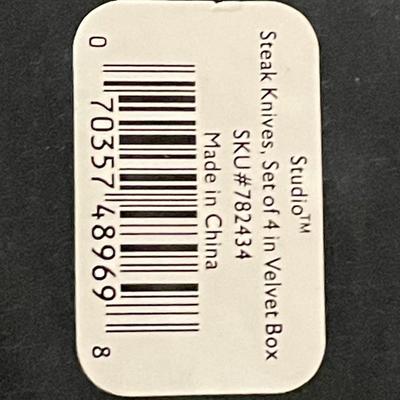 Studio™
Steak Knives, Set of 4 in Velvet Box
SKU#782434
Made in China
0 70357 48969 8